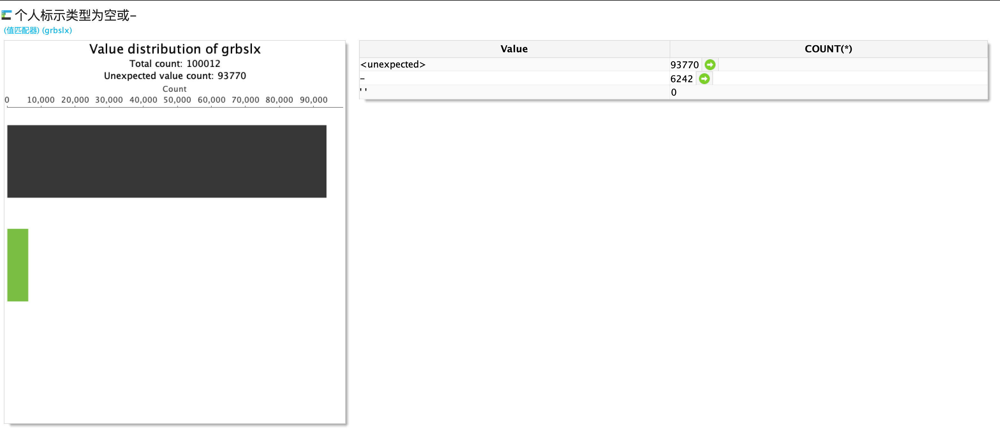 个人标示类型为空或-
(值匹配器) (grbslx)
Value distribution of grbslx
Total count: 100012
Unexpected value count: 93770
Count
0 10,000 20,000 30,000 40,000 50,000 60,000 70,000 80,000 90,000
Value COUNT(*)
<unexpected> 93770
- 6242
' ' 0